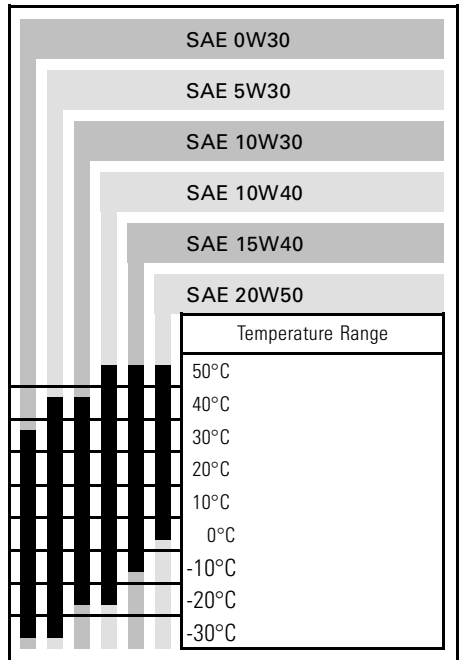 SAE 0W30
SAE 5W30
SAE 10W30
SAE 10W40
SAE 15W40
SAE 20W50
Temperature Range
50°C
40°C
30°C
20°C
10°C
0°C
-10°C
-20°C
-30°C